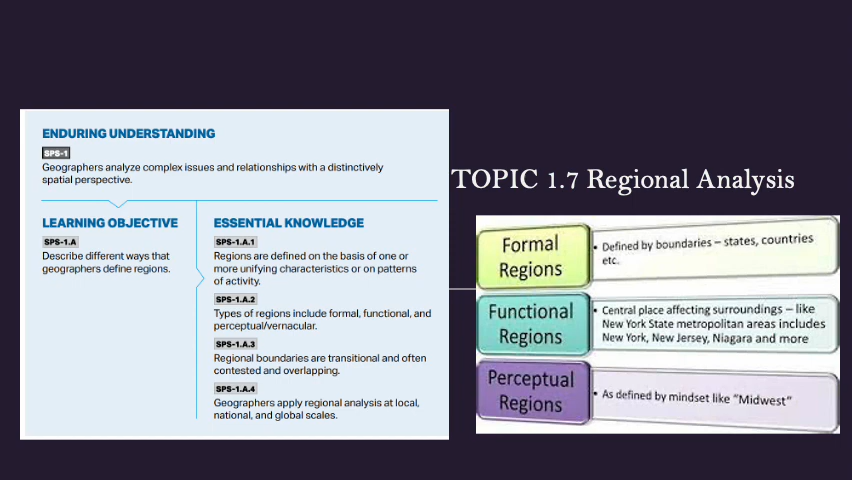 ENDURING UNDERSTANDING
SPS-1
Geographers analyze complex issues and relationships with a distinctively
spatial perspective.
LEARNING OBJECTIVE
SPS-1.A
Describe different ways that
geographers define regions.
ESSENTIAL KNOWLEDGE
SPS-1.A.1
Regions are defined on the basis of one or
more unifying characteristics or on patterns
of activity.
SPS-1.A.2
Types of regions include formal, functional, and
perceptual/vernacular.
SPS-1.A.3
Regional boundaries are transitional and often
contested and overlapping.
SPS-1.A.4
Geographers apply regional analysis at local,
national, and global scales.
TOPIC 1.7 Regional Analysis
Formal
Regions
• Defined by boundaries – states, countries
etc.
Functional
Regions
• Central place affecting surroundings – like
New York State metropolitan areas includes
New York, New Jersey, Niagara and more
Perceptual
Regions
• As defined by mindset like "Midwest"